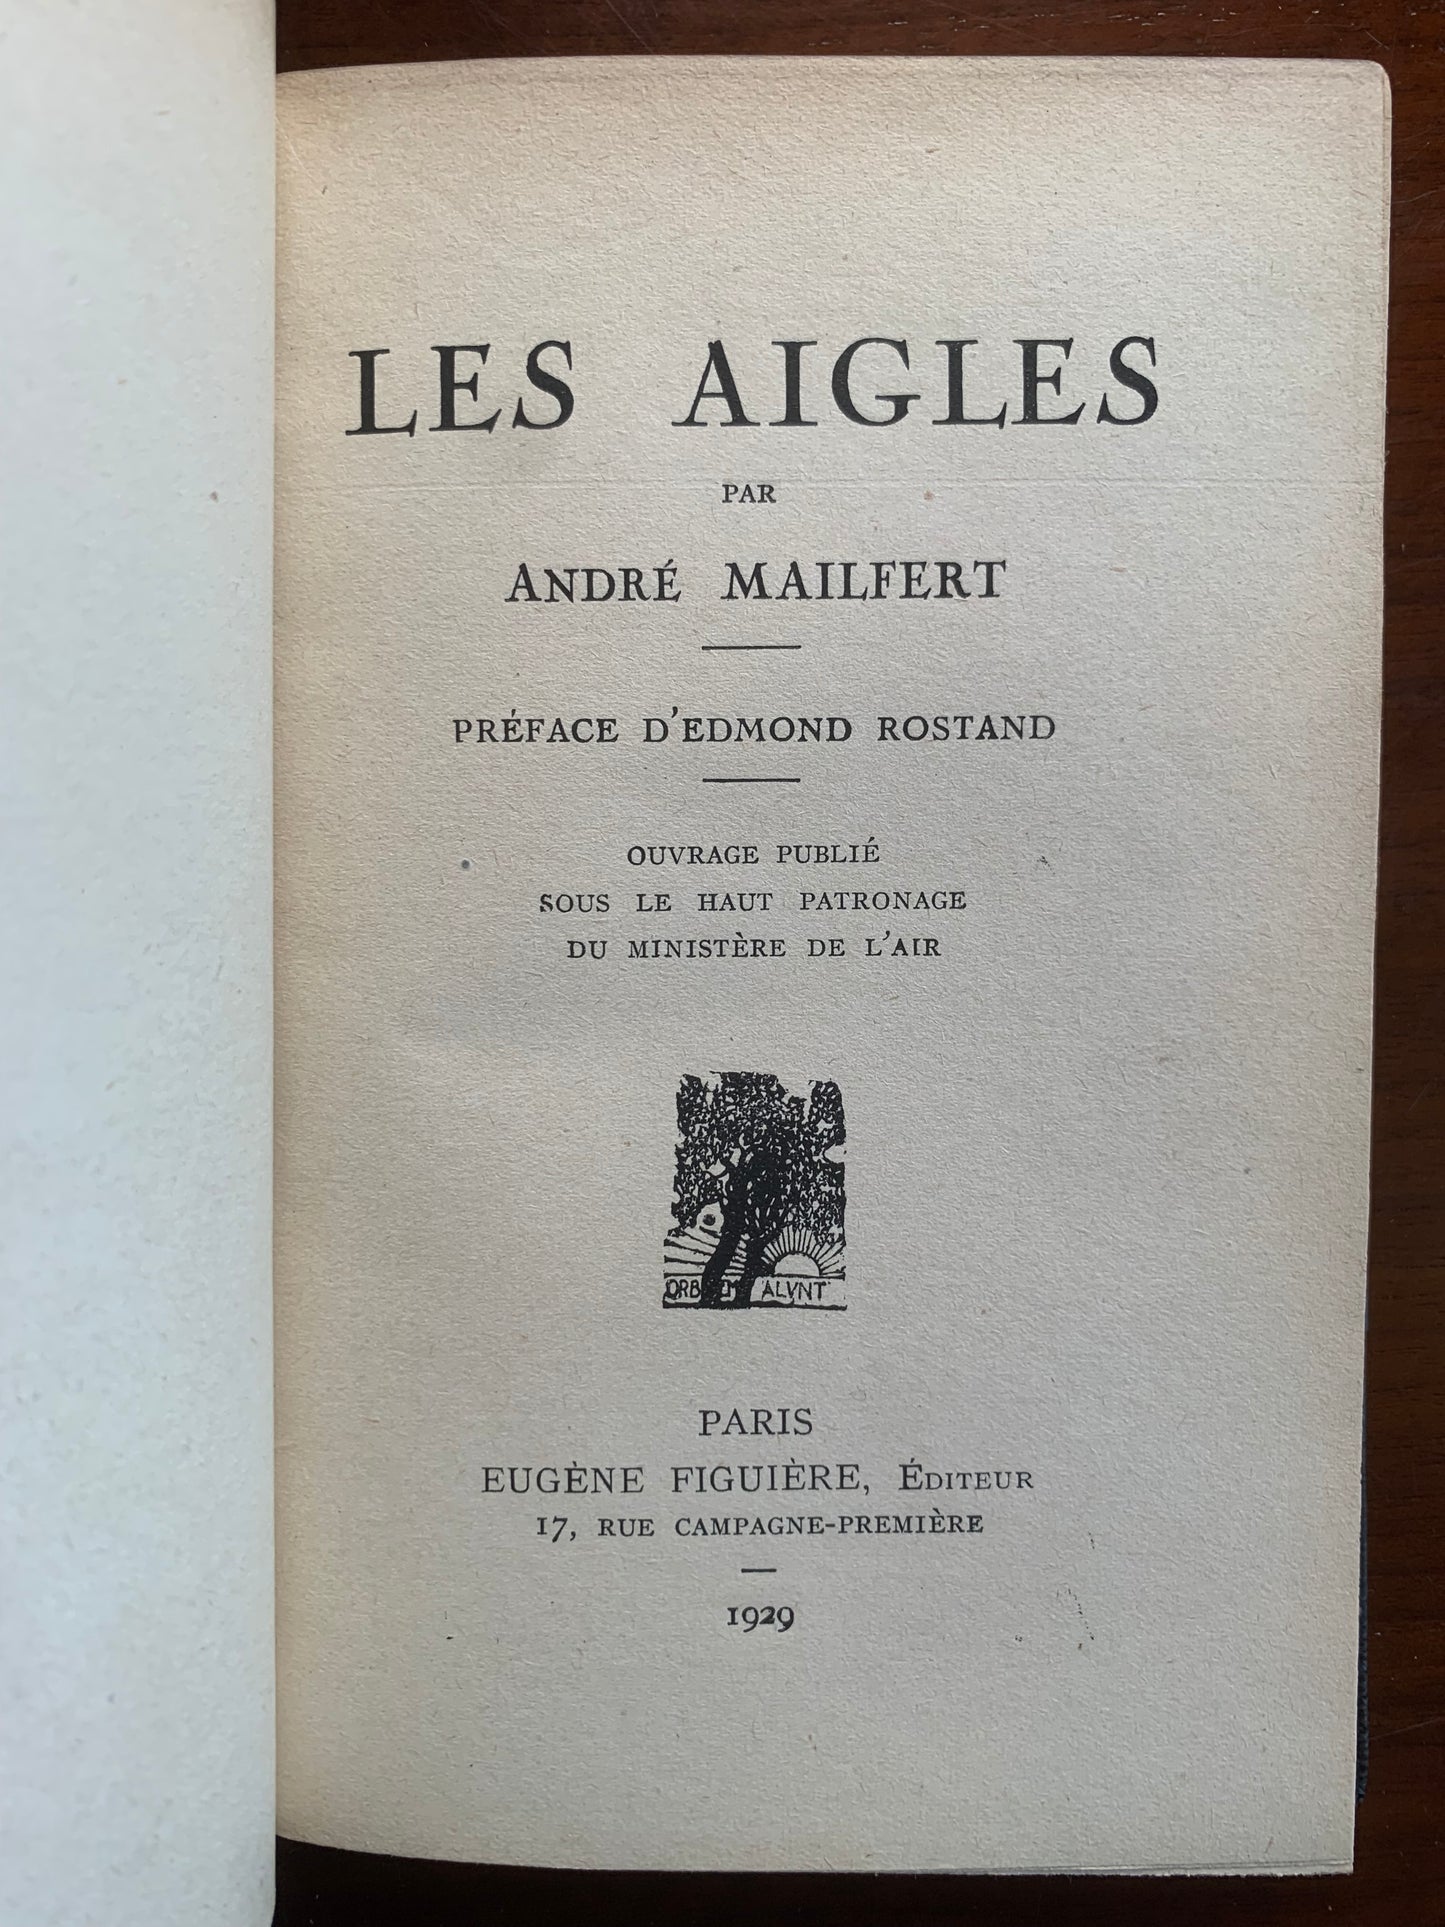 LES AIGLES
PAR
ANDRÉ MAILFERT
PRÉFACE D'EDMOND ROSTAND
OUVRAGE PUBLIÉ
SOUS LE HAUT PATRONAGE
DU MINISTÈRE DE L'AIR
ALVNT
PARIS
EUGÈNE FIGUIÈRE, ÉDITEUR
17, RUE CAMPAGNE-PREMIÈRE
1929